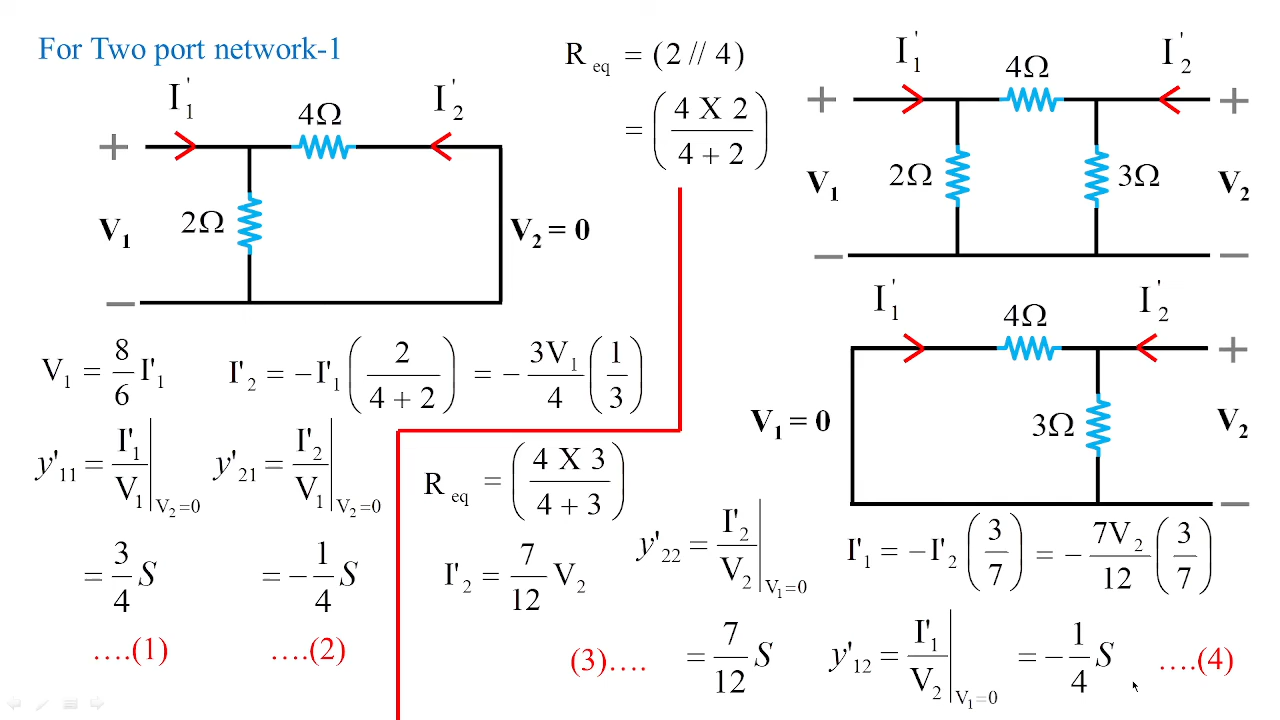 For Two port network-1
I'₁ 4Ω I'₂
+
V₁ 2Ω V₂ = 0
−
R eq = (2 // 4)
= (4 X 2 / 4 + 2)
I'₁ 4Ω I'₂
+ +
V₁ 2Ω 3Ω V₂
− −
V₁ = 8/6 I'₁
I'₂ = −I'₁ (2 / 4 + 2) = − 3V₁/4 (1/3)
y'₁₁ = I'₁/V₁ |V₂=0
= 3/4 S
....(1)
y'₂₁ = I'₂/V₁ |V₂=0
= − 1/4 S
....(2)
I'₁ 4Ω I'₂
+
V₁ = 0 3Ω V₂
−
R eq = (4 X 3 / 4 + 3)
I'₂ = 7/12 V₂
y'₂₂ = I'₂/V₂ |V₁=0
(3).... = 7/12 S
I'₁ = −I'₂ (3/7) = − 7V₂/12 (3/7)
y'₁₂ = I'₁/V₂ |V₁=0 = − 1/4 S ....(4)